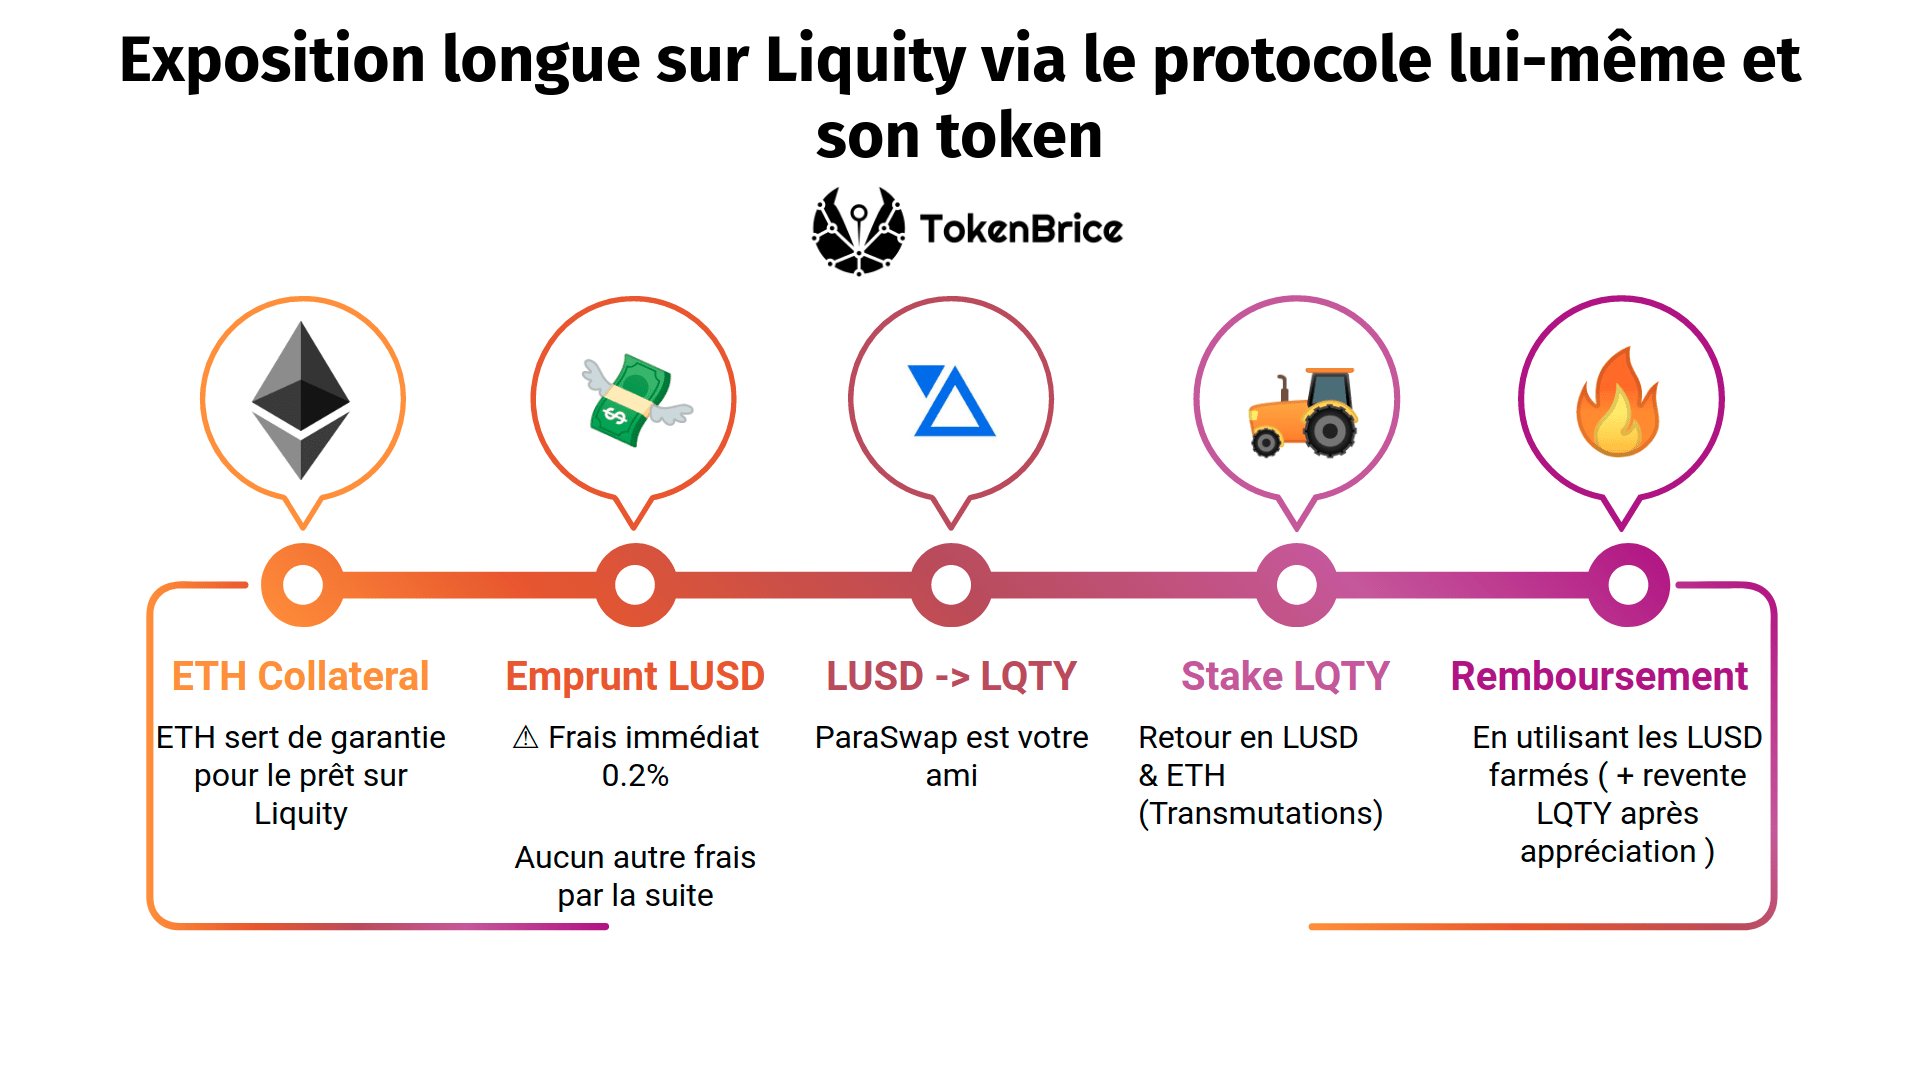 Exposition longue sur Liquity via le protocole lui-même et
son token
TokenBrice
ETH Collateral
ETH sert de garantie
pour le prêt sur
Liquity
Emprunt LUSD
⚠ Frais immédiat
0.2%
Aucun autre frais
par la suite
LUSD -> LQTY
ParaSwap est votre
ami
Stake LQTY
Retour en LUSD
& ETH
(Transmutations)
Remboursement
En utilisant les LUSD
farmés ( + revente
LQTY après
appréciation )